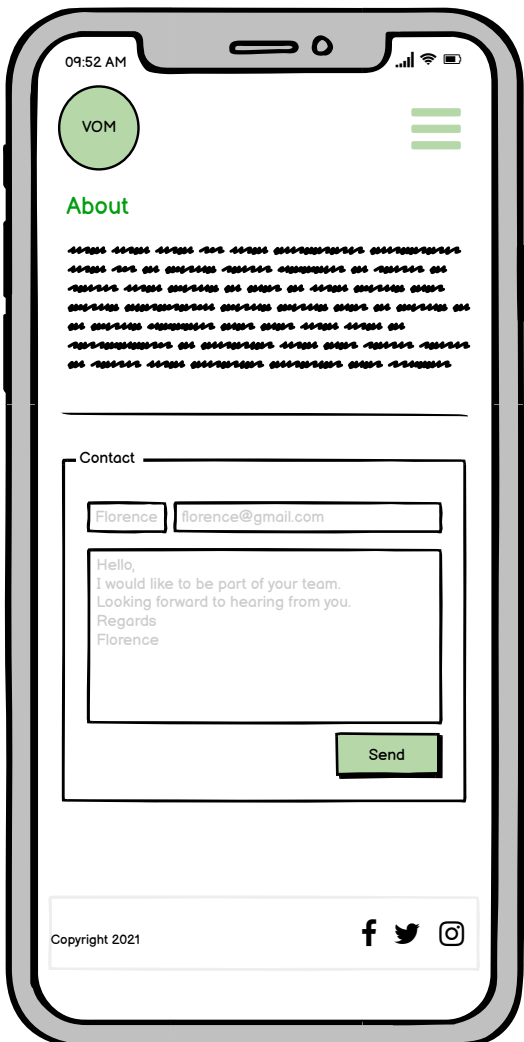 09:52 AM
VOM
About
Contact
Florence
florence@gmail.com
Hello,
I would like to be part of your team.
Looking forward to hearing from you.
Regards
Florence
Send
Copyright 2021